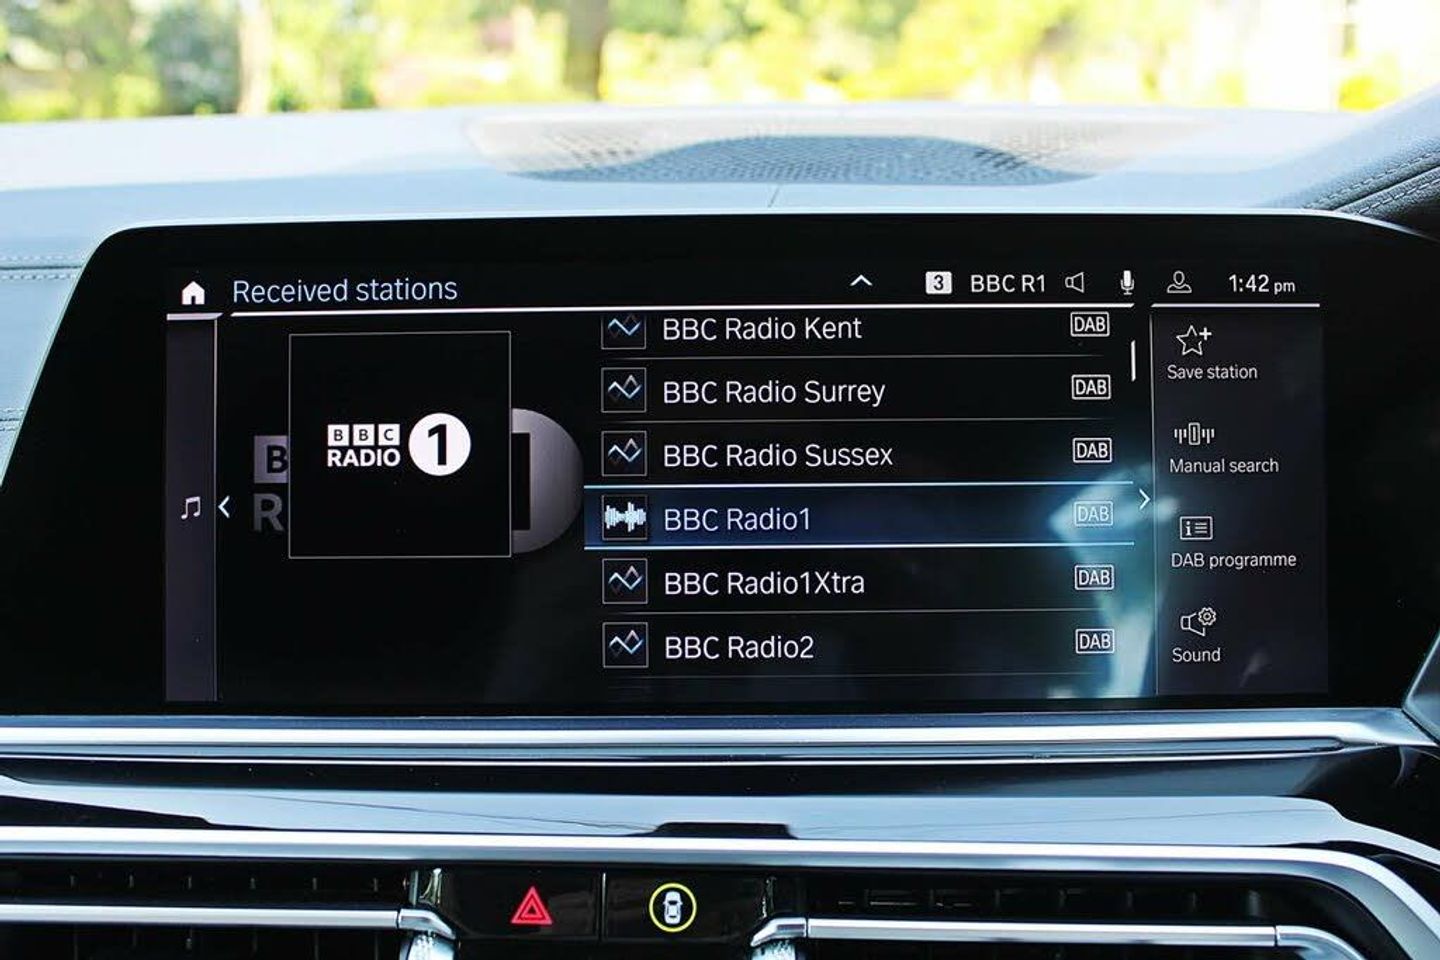 Received stations
3 BBC R1
1:42 pm
BBC Radio Kent DAB
BBC Radio Surrey DAB
BBC Radio Sussex DAB
BBC Radio1 DAB
BBC Radio1Xtra DAB
BBC Radio2 DAB
BBC
RADIO 1
B
R
Save station
Manual search
DAB programme
Sound